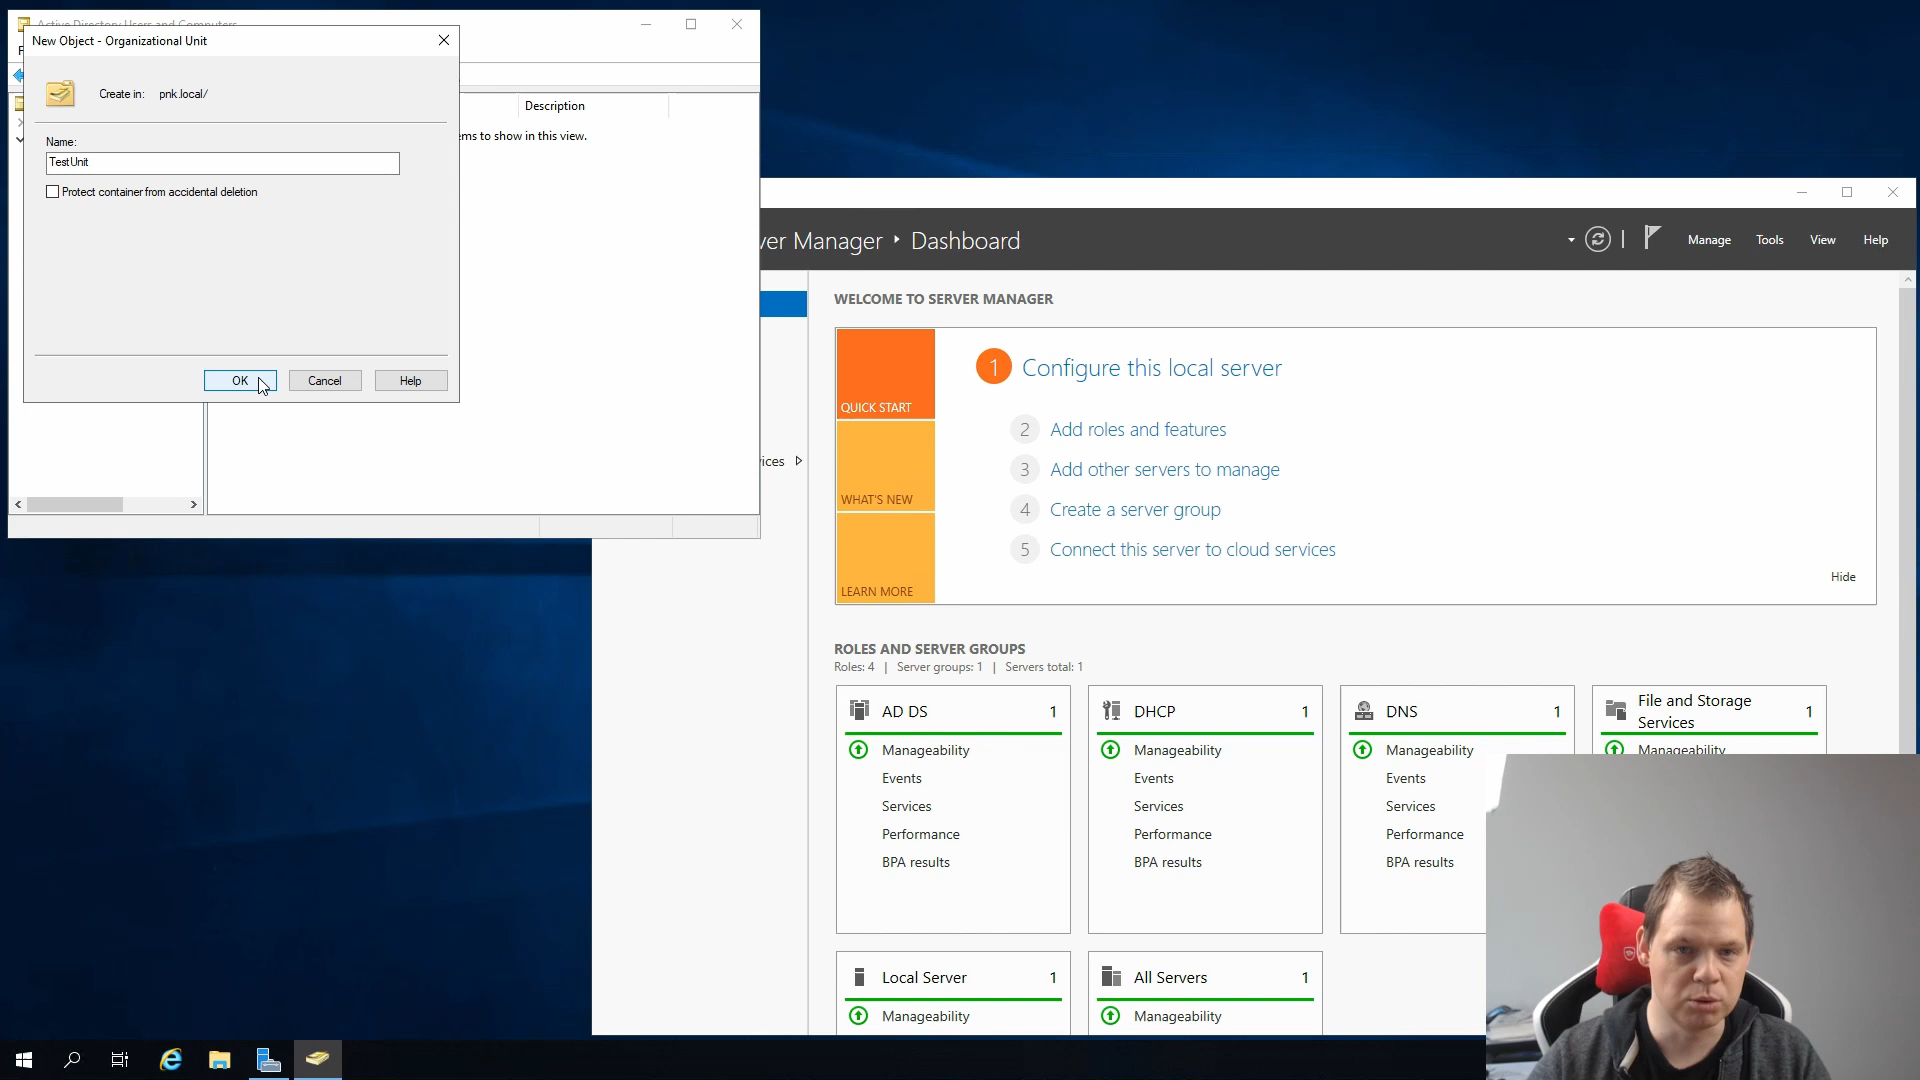 Active Directory Users and Computers
New Object - Organizational Unit
Create in: pnk.local/
Name:
TestUnit
Protect container from accidental deletion
OK
Cancel
Help
Description
ems to show in this view.
ver Manager
Dashboard
Manage
Tools
View
Help
WELCOME TO SERVER MANAGER
QUICK START
WHAT'S NEW
LEARN MORE
1 Configure this local server
2 Add roles and features
3 Add other servers to manage
4 Create a server group
5 Connect this server to cloud services
Hide
ices
ROLES AND SERVER GROUPS
Roles: 4 | Server groups: 1 | Servers total: 1
AD DS 1
Manageability
Events
Services
Performance
BPA results
DHCP 1
Manageability
Events
Services
Performance
BPA results
DNS 1
Manageability
Events
Services
Performance
BPA results
File and Storage
Services 1
Manageability
Local Server 1
Manageability
All Servers 1
Manageability